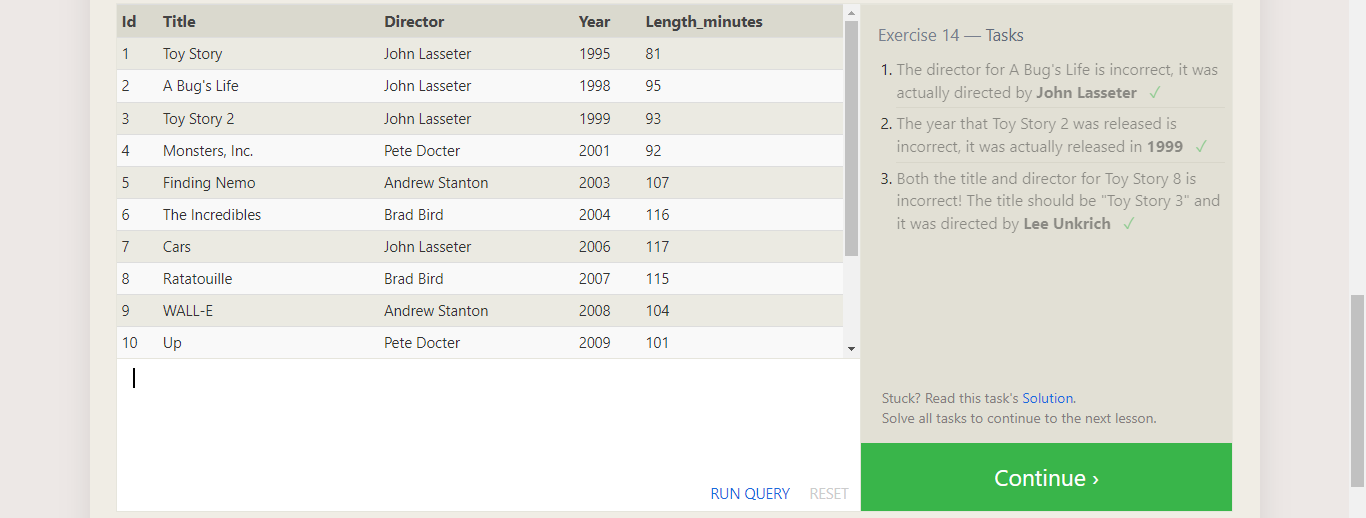 Id Title Director Year Length_minutes
1 Toy Story John Lasseter 1995 81
2 A Bug's Life John Lasseter 1998 95
3 Toy Story 2 John Lasseter 1999 93
4 Monsters, Inc. Pete Docter 2001 92
5 Finding Nemo Andrew Stanton 2003 107
6 The Incredibles Brad Bird 2004 116
7 Cars John Lasseter 2006 117
8 Ratatouille Brad Bird 2007 115
9 WALL-E Andrew Stanton 2008 104
10 Up Pete Docter 2009 101
RUN QUERY RESET
Exercise 14 — Tasks
1. The director for A Bug's Life is incorrect, it was
actually directed by John Lasseter ✓
2. The year that Toy Story 2 was released is
incorrect, it was actually released in 1999 ✓
3. Both the title and director for Toy Story 8 is
incorrect! The title should be "Toy Story 3" and
it was directed by Lee Unkrich ✓
Stuck? Read this task's Solution.
Solve all tasks to continue to the next lesson.
Continue ›